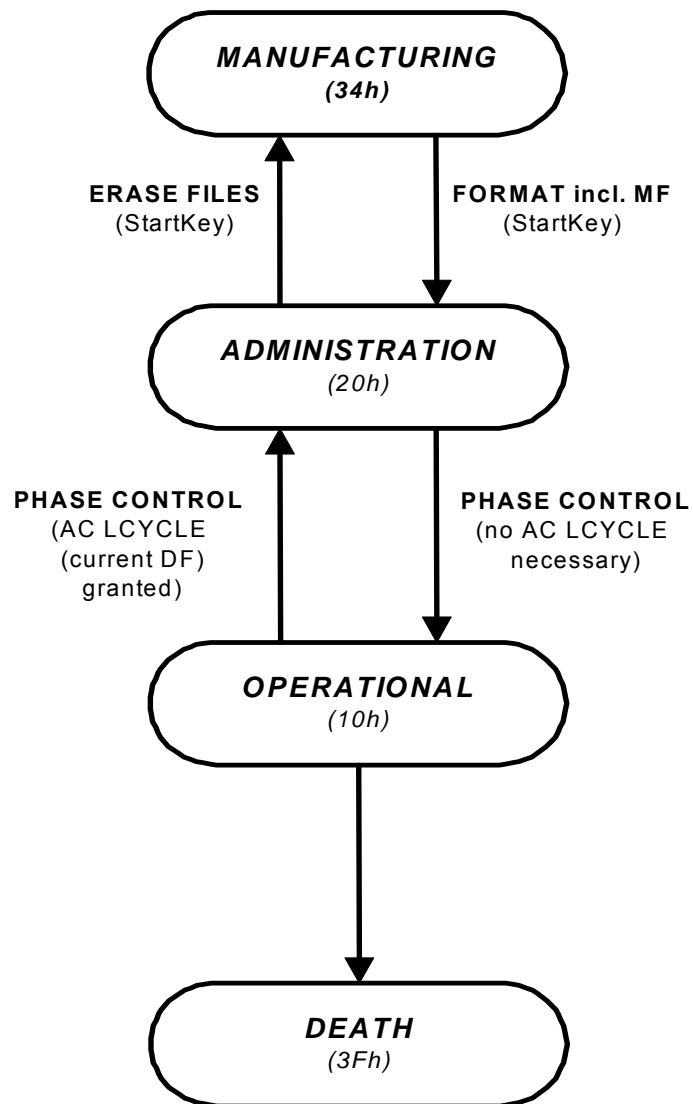 MANUFACTURING
(34h)
ERASE FILES
(StartKey)
FORMAT incl. MF
(StartKey)
ADMINISTRATION
(20h)
PHASE CONTROL
(AC LCYCLE
(current DF)
granted)
PHASE CONTROL
(no AC LCYCLE
necessary)
OPERATIONAL
(10h)
DEATH
(3Fh)